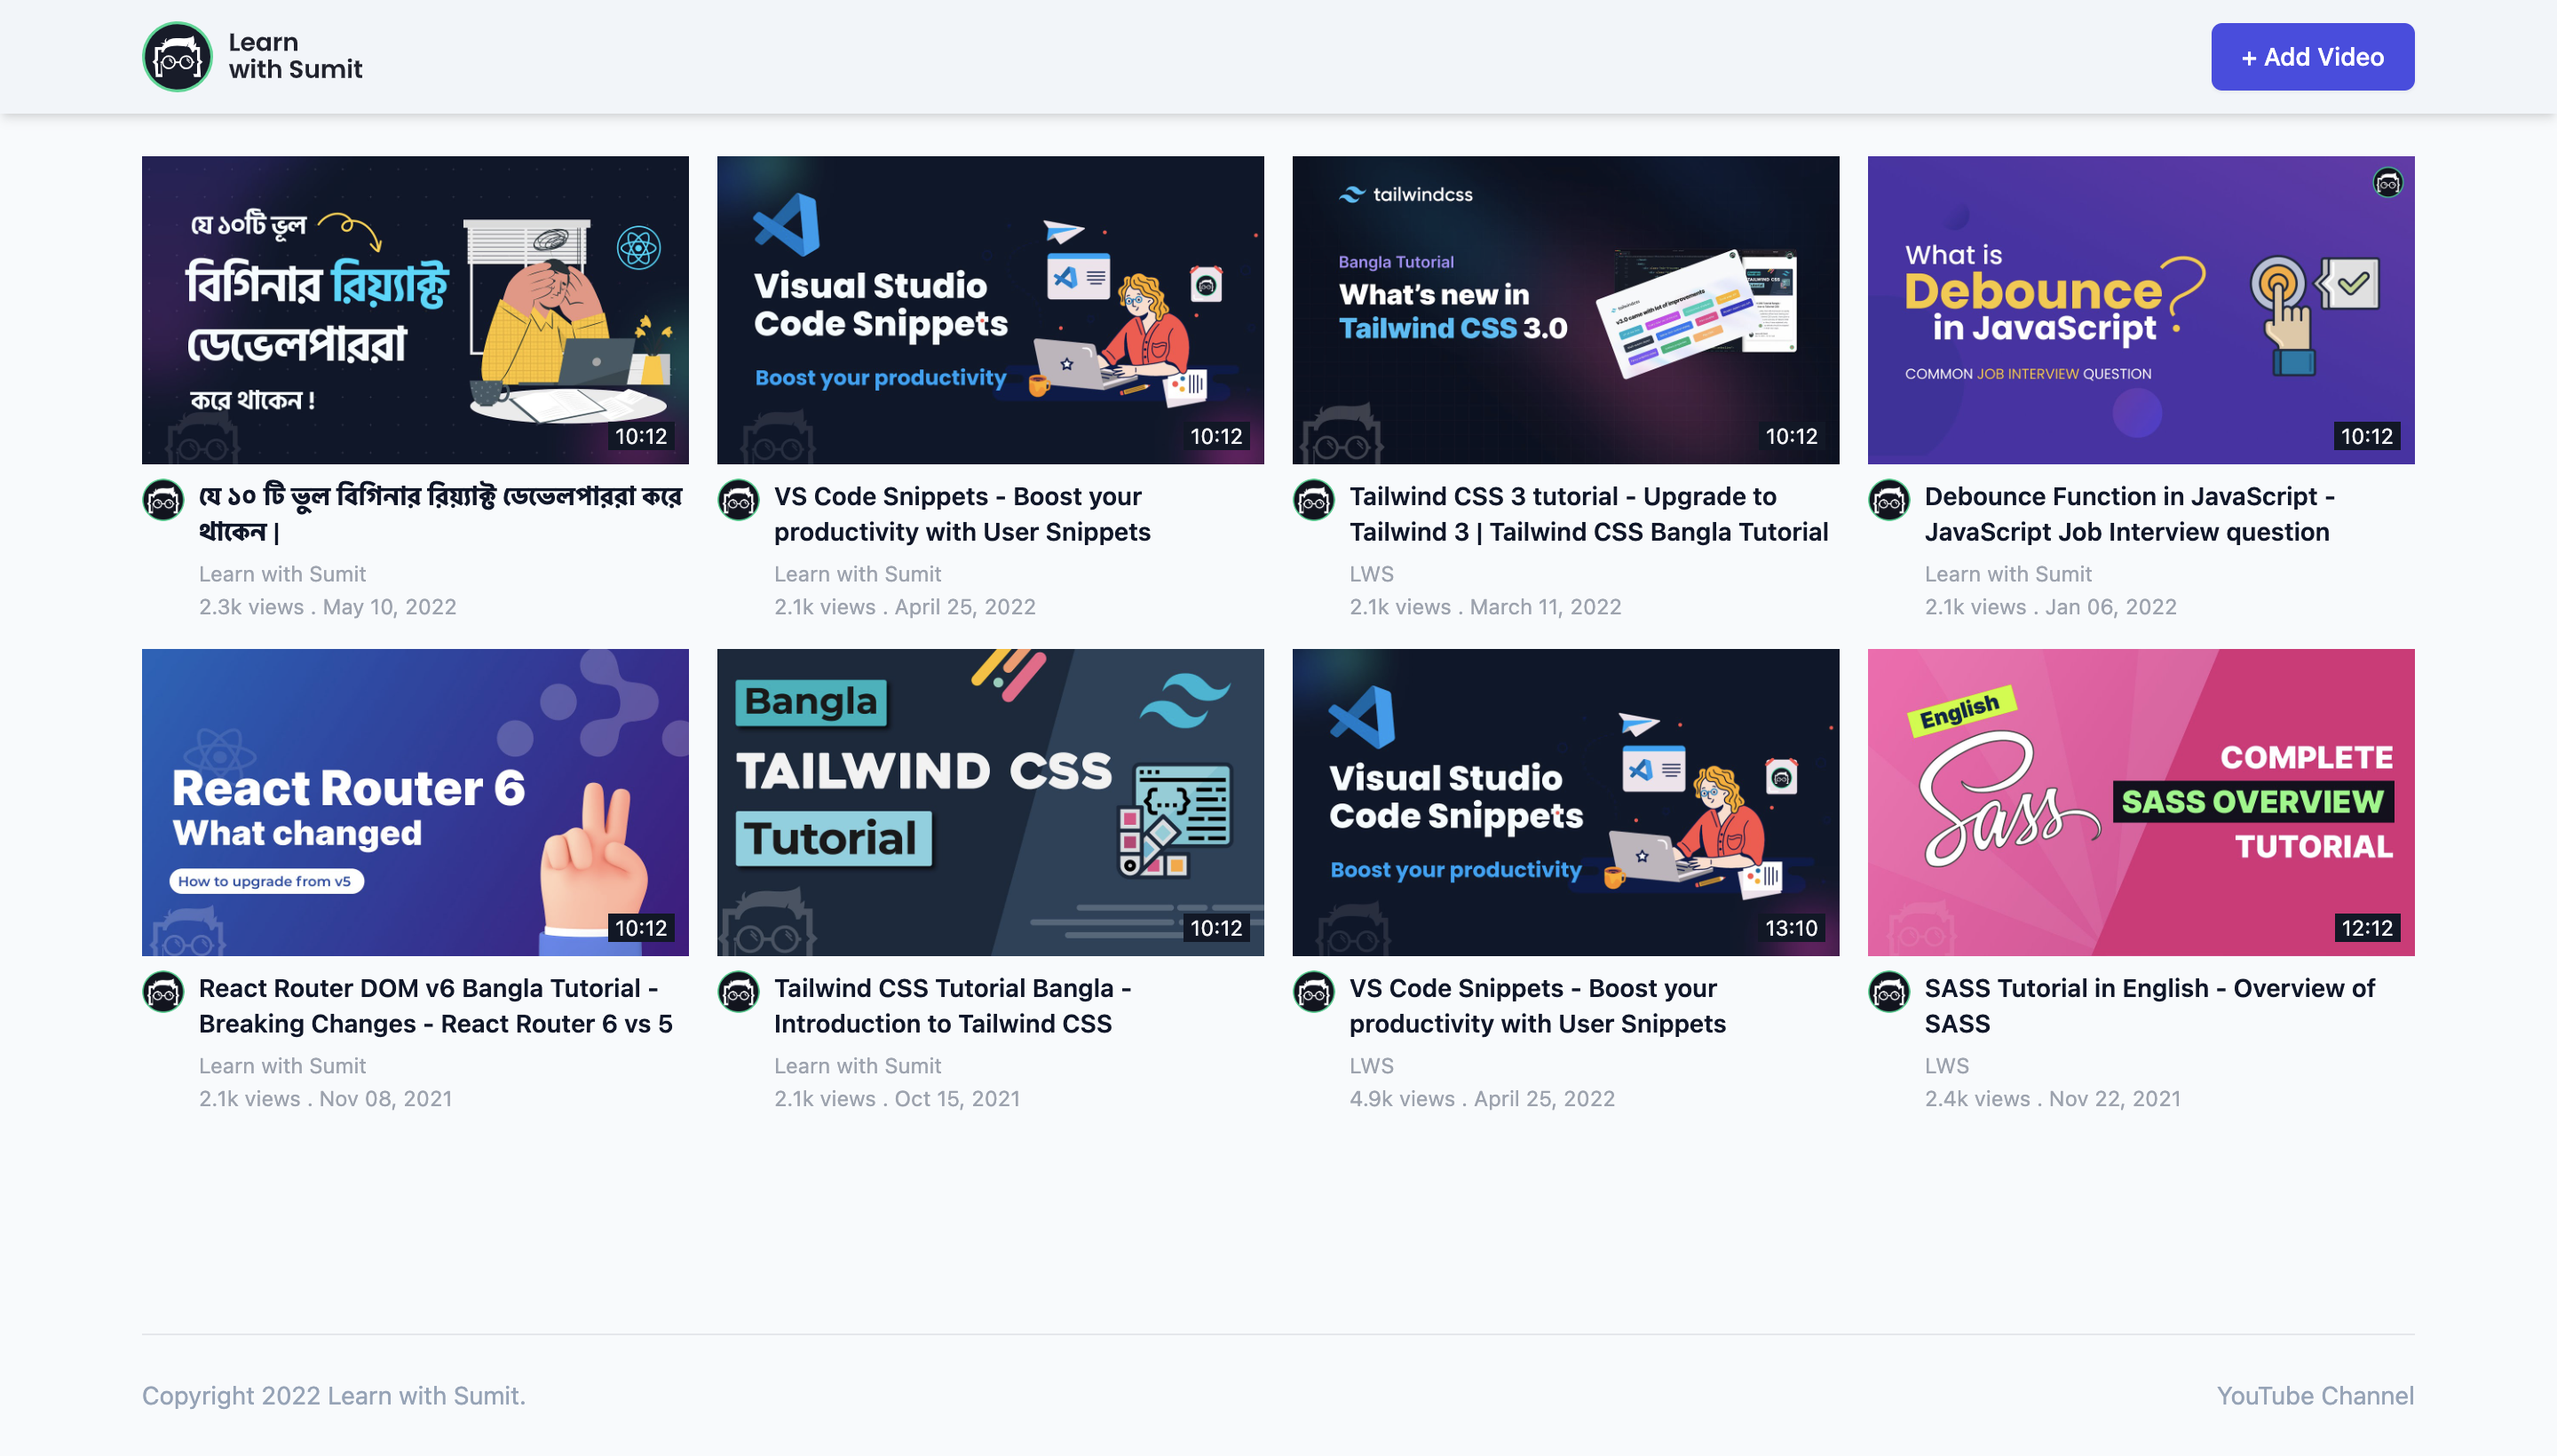 Learn
with Sumit
+ Add Video
যে ১০টি ভূল
বিগিনার রিয়্যাক্ট
ডেভেলপাররা
করে থাকেন !
10:12
Visual Studio
Code Snippets
Boost your productivity
10:12
tailwindcss
Bangla Tutorial
What's new in
Tailwind CSS 3.0
tailwindcss
v3.0 came with lot of improvements
10:12
What is
Debounce?
in JavaScript
COMMON JOB INTERVIEW QUESTION
10:12
যে ১০ টি ভুল বিগিনার রিয়্যাক্ট ডেভেলপাররা করে
থাকেন |
Learn with Sumit
2.3k views . May 10, 2022
VS Code Snippets - Boost your
productivity with User Snippets
Learn with Sumit
2.1k views . April 25, 2022
Tailwind CSS 3 tutorial - Upgrade to
Tailwind 3 | Tailwind CSS Bangla Tutorial
LWS
2.1k views . March 11, 2022
Debounce Function in JavaScript -
JavaScript Job Interview question
Learn with Sumit
2.1k views . Jan 06, 2022
React Router 6
What changed
How to upgrade from v5
10:12
Bangla
TAILWIND CSS
Tutorial
10:12
Visual Studio
Code Snippets
Boost your productivity
13:10
English
Sass
COMPLETE
SASS OVERVIEW
TUTORIAL
12:12
React Router DOM v6 Bangla Tutorial -
Breaking Changes - React Router 6 vs 5
Learn with Sumit
2.1k views . Nov 08, 2021
Tailwind CSS Tutorial Bangla -
Introduction to Tailwind CSS
Learn with Sumit
2.1k views . Oct 15, 2021
VS Code Snippets - Boost your
productivity with User Snippets
LWS
4.9k views . April 25, 2022
SASS Tutorial in English - Overview of
SASS
LWS
2.4k views . Nov 22, 2021
Copyright 2022 Learn with Sumit.
YouTube Channel